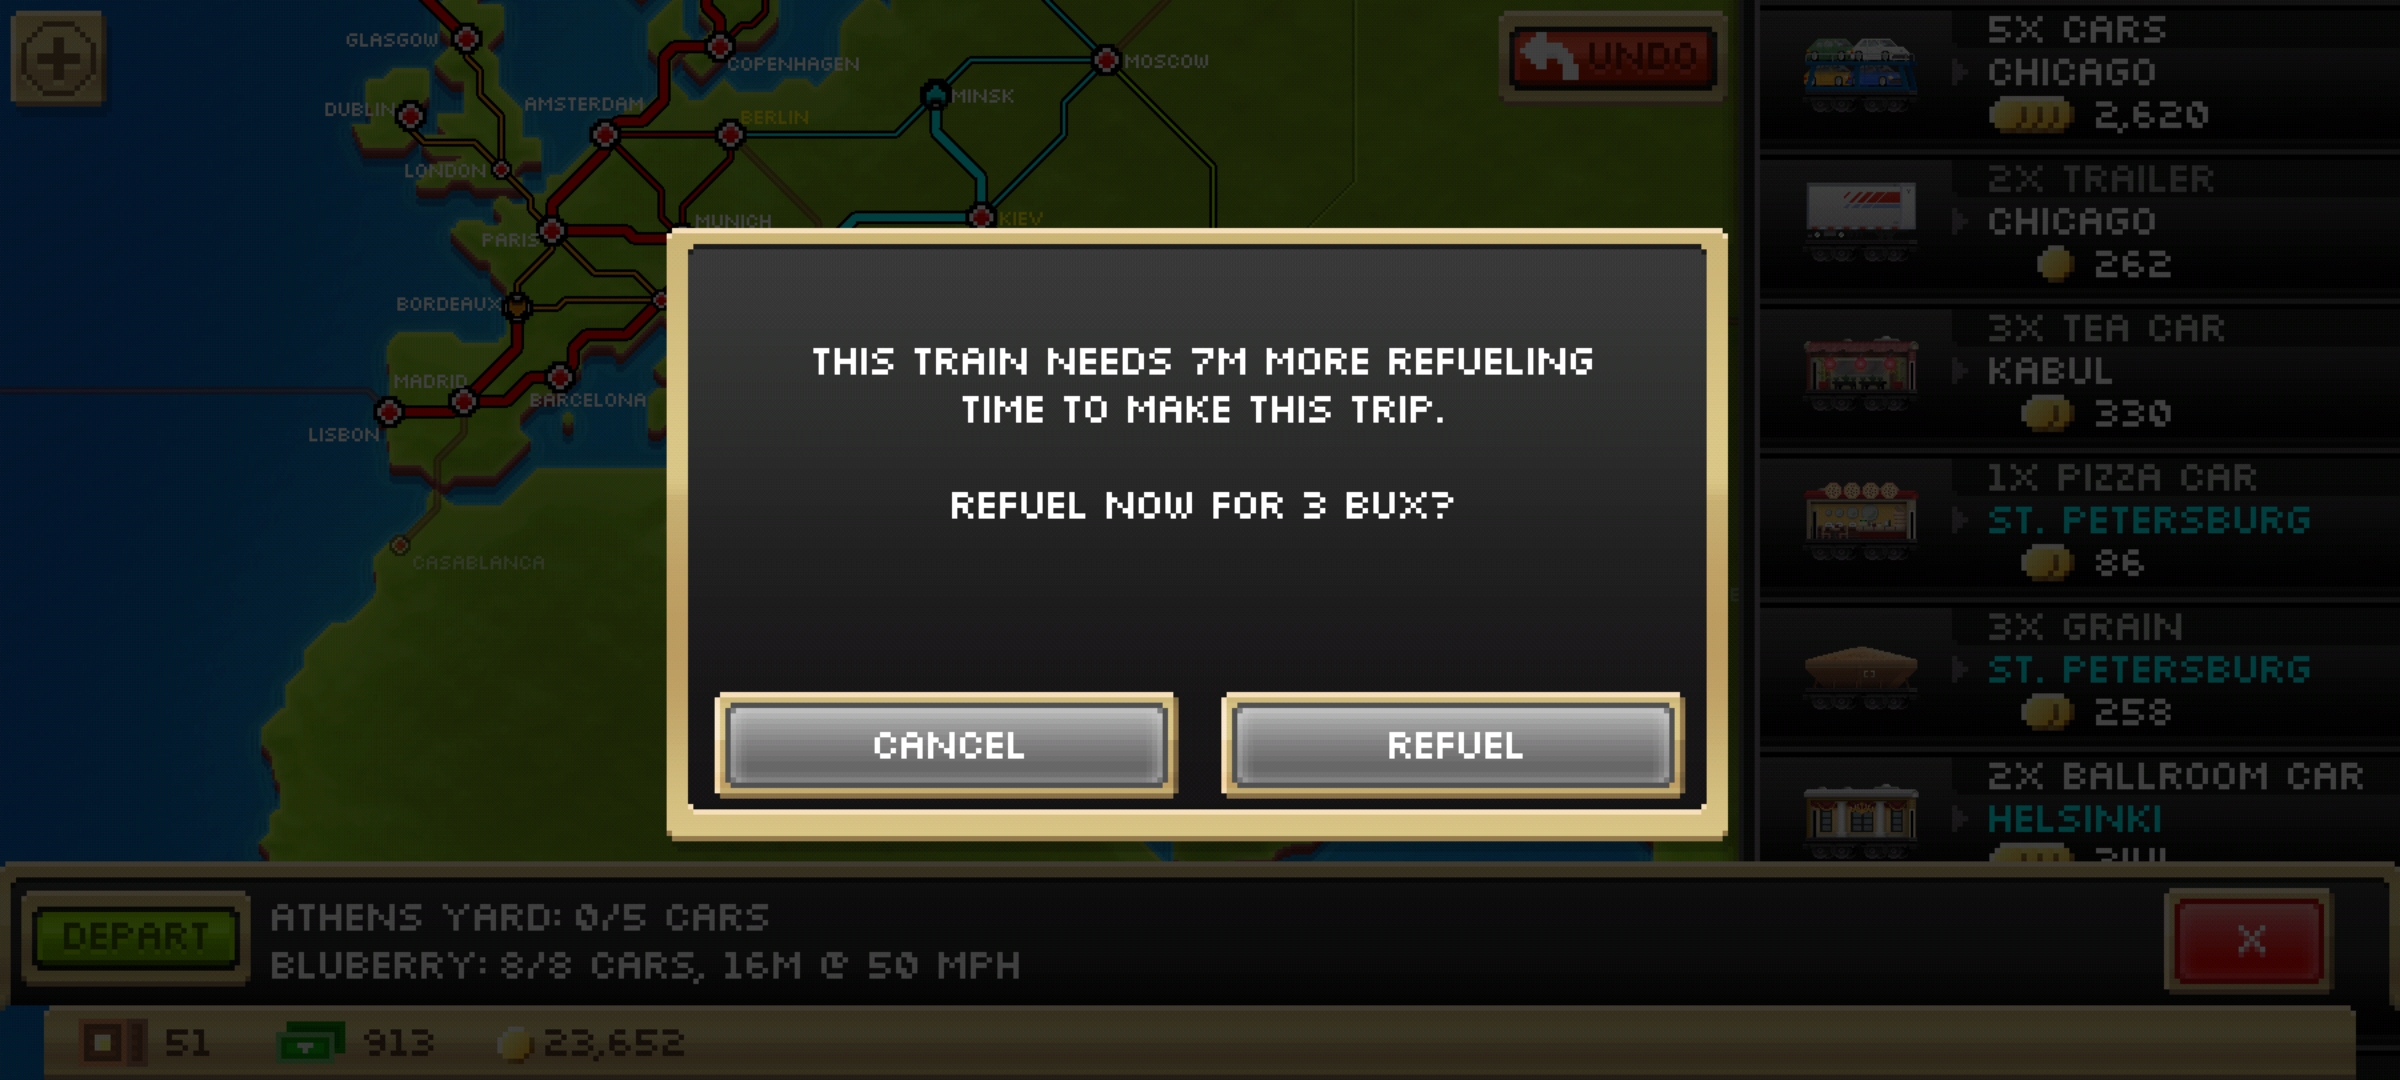 GLASGOW
COPENHAGEN
MOSCOW
UNDO
DUBLIN
AMSTERDAM
BERLIN
MINSK
LONDON
PARIS
MUNICH
KIEV
BORDEAUX
MADRID
BARCELONA
LISBON
CASABLANCA
THIS TRAIN NEEDS 7M MORE REFUELING
TIME TO MAKE THIS TRIP.
REFUEL NOW FOR 3 BUX?
CANCEL
REFUEL
5X CARS
CHICAGO
2,620
2X TRAILER
CHICAGO
262
3X TEA CAR
KABUL
330
1X PIZZA CAR
ST. PETERSBURG
86
3X GRAIN
ST. PETERSBURG
258
2X BALLROOM CAR
HELSINKI
DEPART
ATHENS YARD: 0/5 CARS
BLUBERRY: 8/8 CARS, 16M @ 50 MPH
X
51
913
23,652